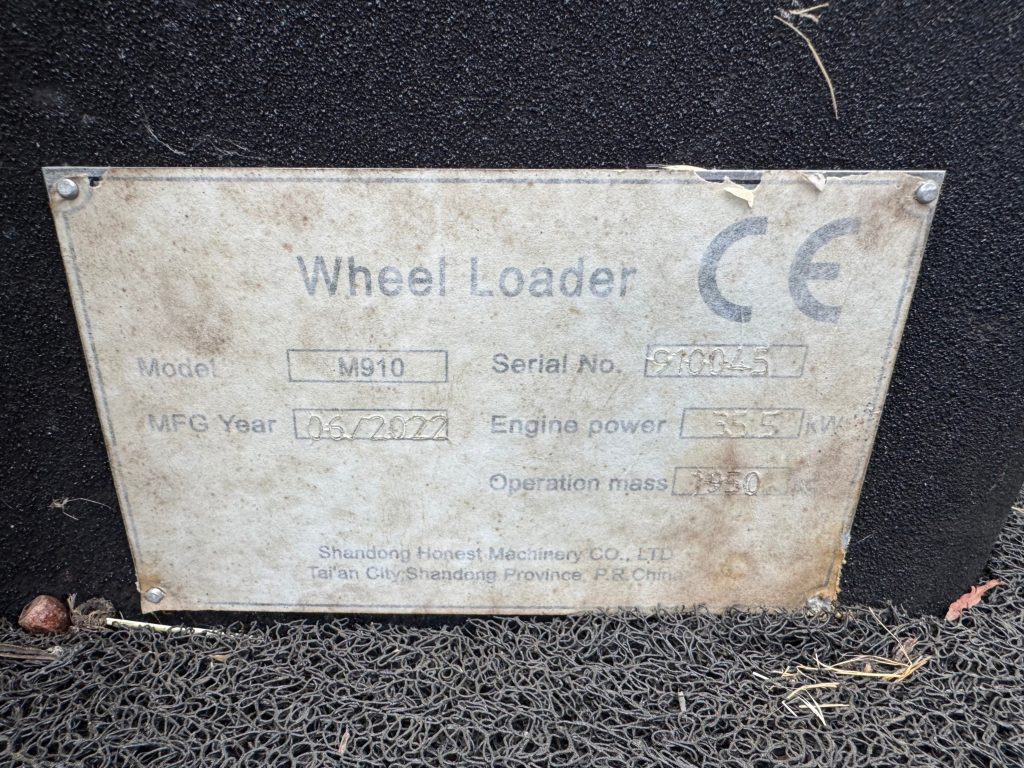 CE
Wheel Loader
Model M910 Serial No. 910045
MFG Year 06/2022 Engine power 35.5 /kW
Operation mass 1950
Shandong Honest Machinery CO., LTD
Tai'an City,Shandong Province, P.R.China